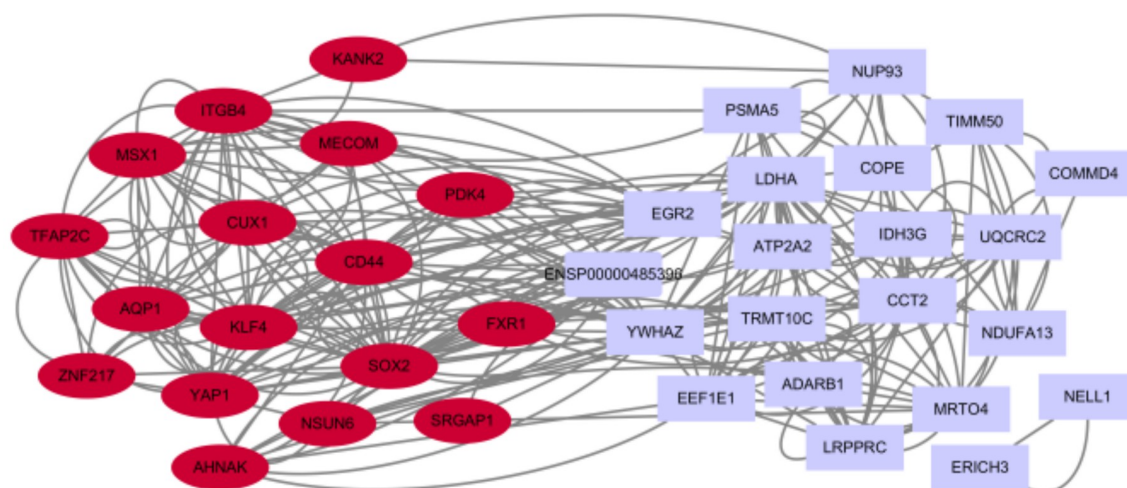 KANK2
NUP93
ITGB4
PSMA5
TIMM50
MECOM
MSX1
COPE
COMMD4
LDHA
PDK4
EGR2
CUX1
TFAP2C
IDH3G
UQCRC2
ATP2A2
CD44
ENSP00000485396
CCT2
AQP1
KLF4
FXR1
YWHAZ
TRMT10C
NDUFA13
SOX2
ZNF217
ADARB1
YAP1
EEF1E1
NELL1
MRTO4
NSUN6
SRGAP1
LRPPRC
AHNAK
ERICH3